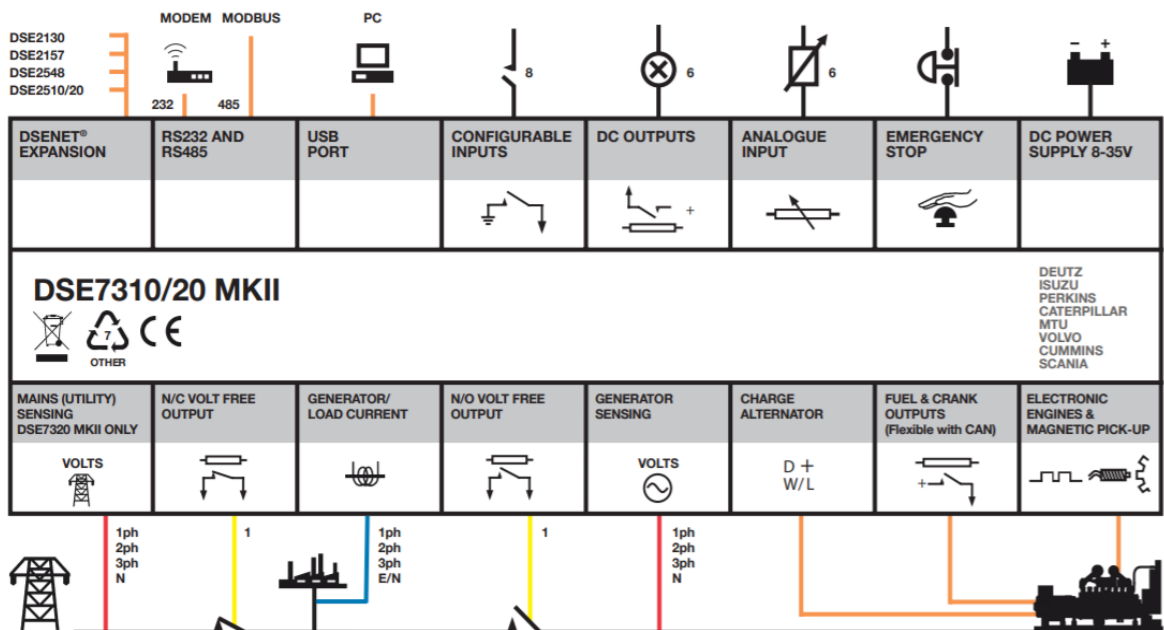 MODEM MODBUS PC
DSE2130
DSE2157
DSE2548
DSE2510/20
232 485
8
6
6
- +
DSENET® EXPANSION
RS232 AND RS485
USB PORT
CONFIGURABLE INPUTS
DC OUTPUTS
ANALOGUE INPUT
EMERGENCY STOP
DC POWER SUPPLY 8-35V
+
DSE7310/20 MKII
7
OTHER
CE
DEUTZ
ISUZU
PERKINS
CATERPILLAR
MTU
VOLVO
CUMMINS
SCANIA
MAINS (UTILITY)
SENSING
DSE7320 MKII ONLY
N/C VOLT FREE
OUTPUT
GENERATOR/
LOAD CURRENT
N/O VOLT FREE
OUTPUT
GENERATOR
SENSING
CHARGE
ALTERNATOR
FUEL & CRANK
OUTPUTS
(Flexible with CAN)
ELECTRONIC
ENGINES &
MAGNETIC PICK-UP
VOLTS
VOLTS
D +
W/L
+
1ph
2ph
3ph
N
1
1ph
2ph
3ph
E/N
1
1ph
2ph
3ph
N